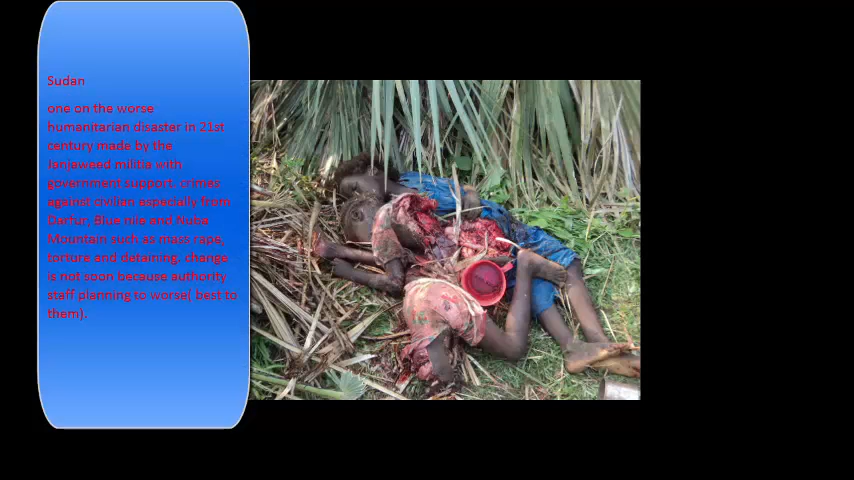 Sudan
one on the worse
humanitarian disaster in 21st
century made by the
Janjaweed militia with
government support. crimes
against civilien especially from
Darfur, Blue nile and Nuba
Mountain such as mass rape,
torture and detaining. change
is not soon because authority
staff planning to worse( best to
them).